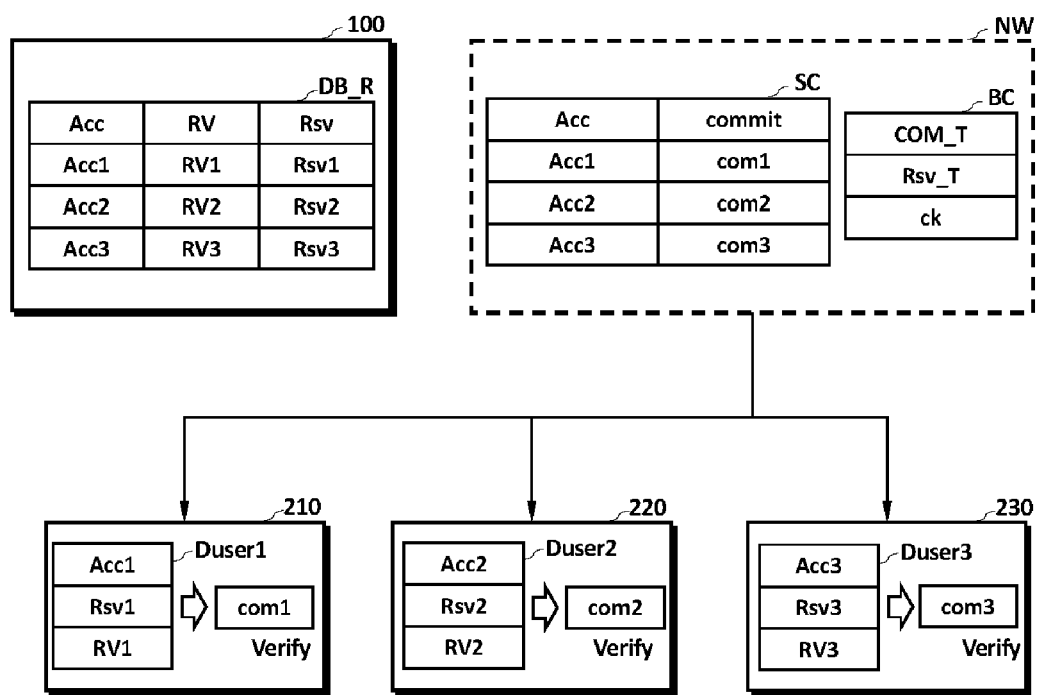 100
DB_R
Acc RV Rsv
Acc1 RV1 Rsv1
Acc2 RV2 Rsv2
Acc3 RV3 Rsv3
NW
SC
Acc commit
Acc1 com1
Acc2 com2
Acc3 com3
BC
COM_T
Rsv_T
ck
210
Duser1
Acc1
Rsv1
RV1
com1
Verify
220
Duser2
Acc2
Rsv2
RV2
com2
Verify
230
Duser3
Acc3
Rsv3
RV3
com3
Verify